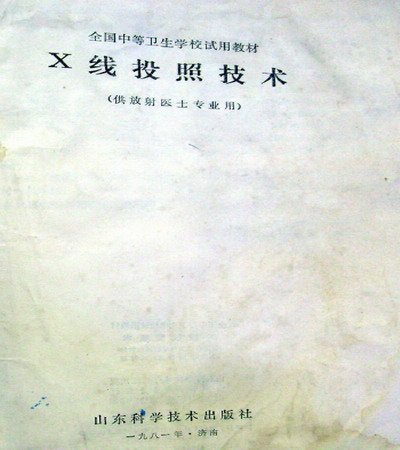 全国中等卫生学校试用教材
X线投照技术
（供放射医士专业用）
山东科学技术出版社
一九八一年·济南